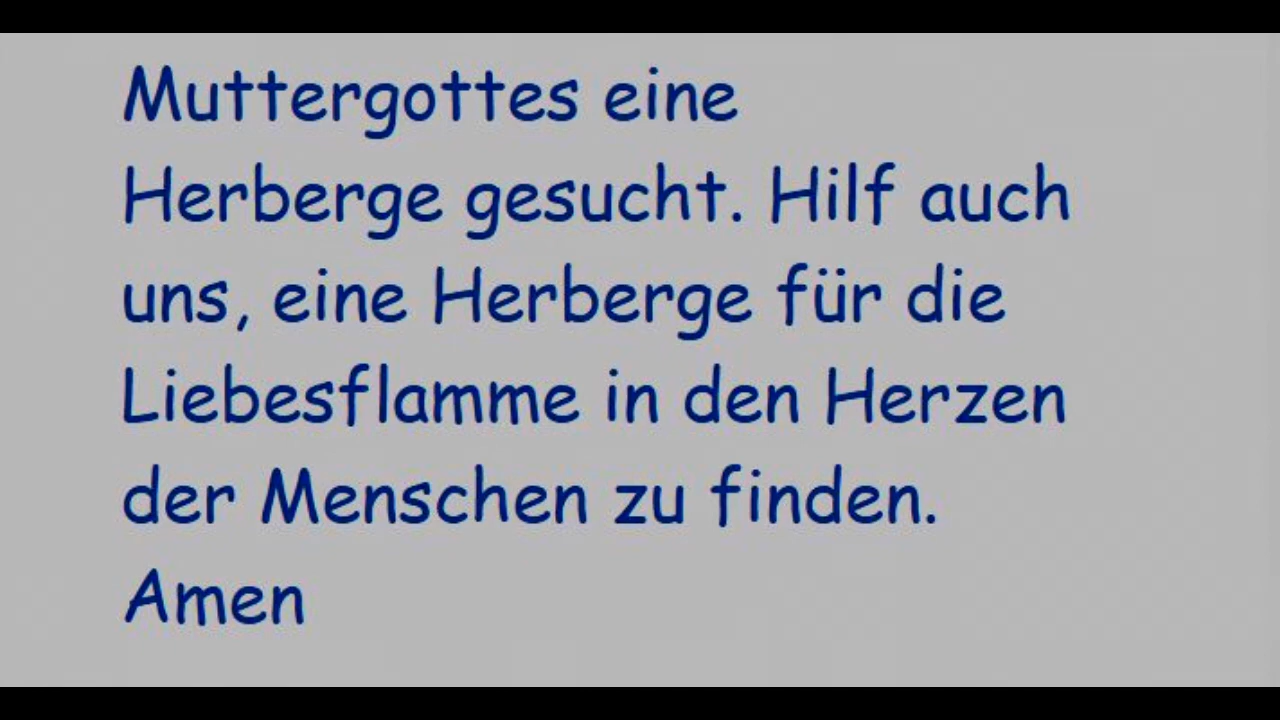 Muttergottes eine
Herberge gesucht. Hilf auch
uns, eine Herberge für die
Liebesflamme in den Herzen
der Menschen zu finden.
Amen